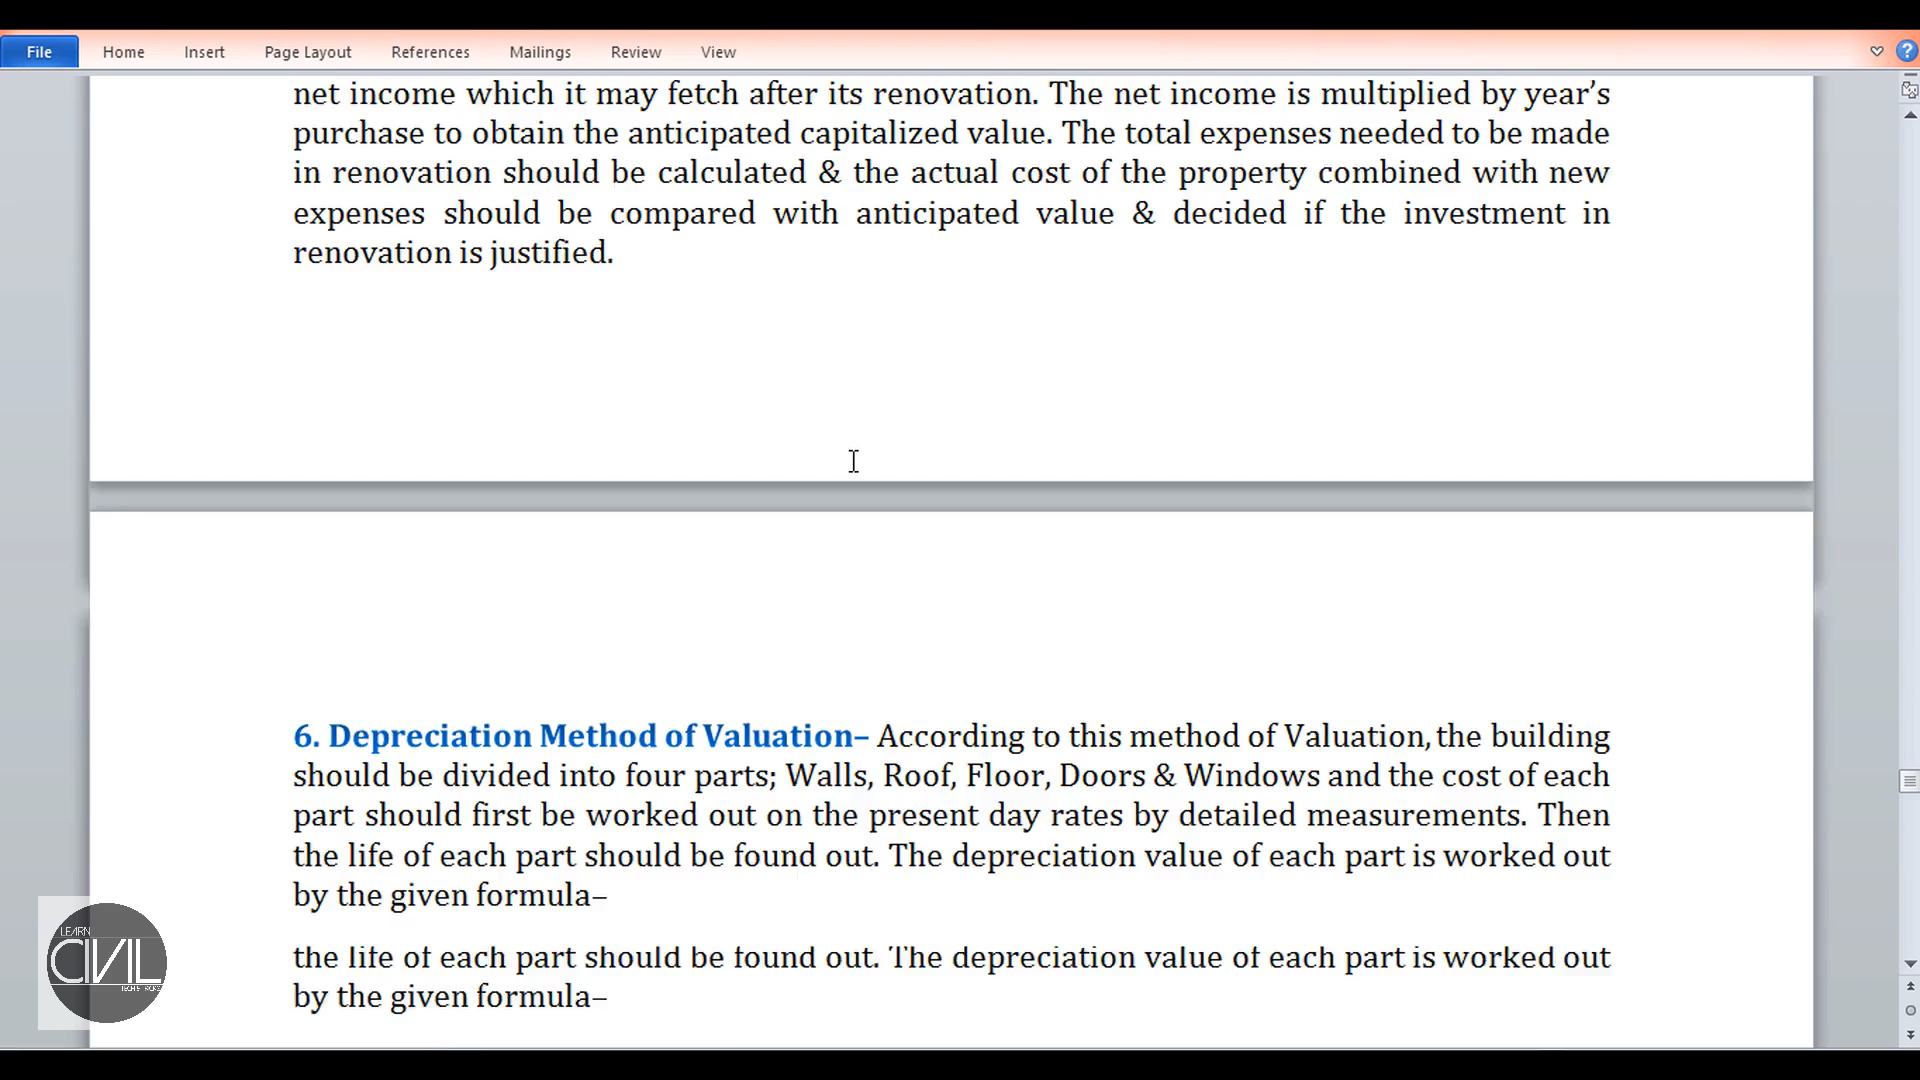 File Home Insert Page Layout References Mailings Review View
net income which it may fetch after its renovation. The net income is multiplied by year’s
purchase to obtain the anticipated capitalized value. The total expenses needed to be made
in renovation should be calculated & the actual cost of the property combined with new
expenses should be compared with anticipated value & decided if the investment in
renovation is justified.
6. Depreciation Method of Valuation– According to this method of Valuation, the building
should be divided into four parts; Walls, Roof, Floor, Doors & Windows and the cost of each
part should first be worked out on the present day rates by detailed measurements. Then
the life of each part should be found out. The depreciation value of each part is worked out
by the given formula–
the life of each part should be found out. The depreciation value of each part is worked out
by the given formula–
LEARN
CIVIL